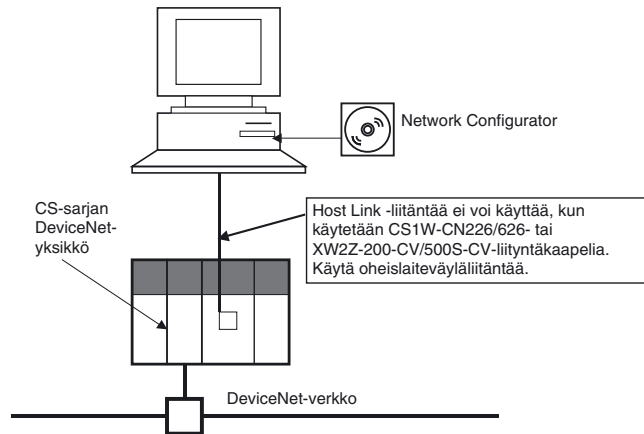 Network Configurator
CS-sarjan
DeviceNet-
yksikkö
Host Link -liitäntää ei voi käyttää, kun
käytetään CS1W-CN226/626- tai
XW2Z-200-CV/500S-CV-liityntäkaapelia.
Käytä oheislaiteväyläliitäntää.
DeviceNet-verkko